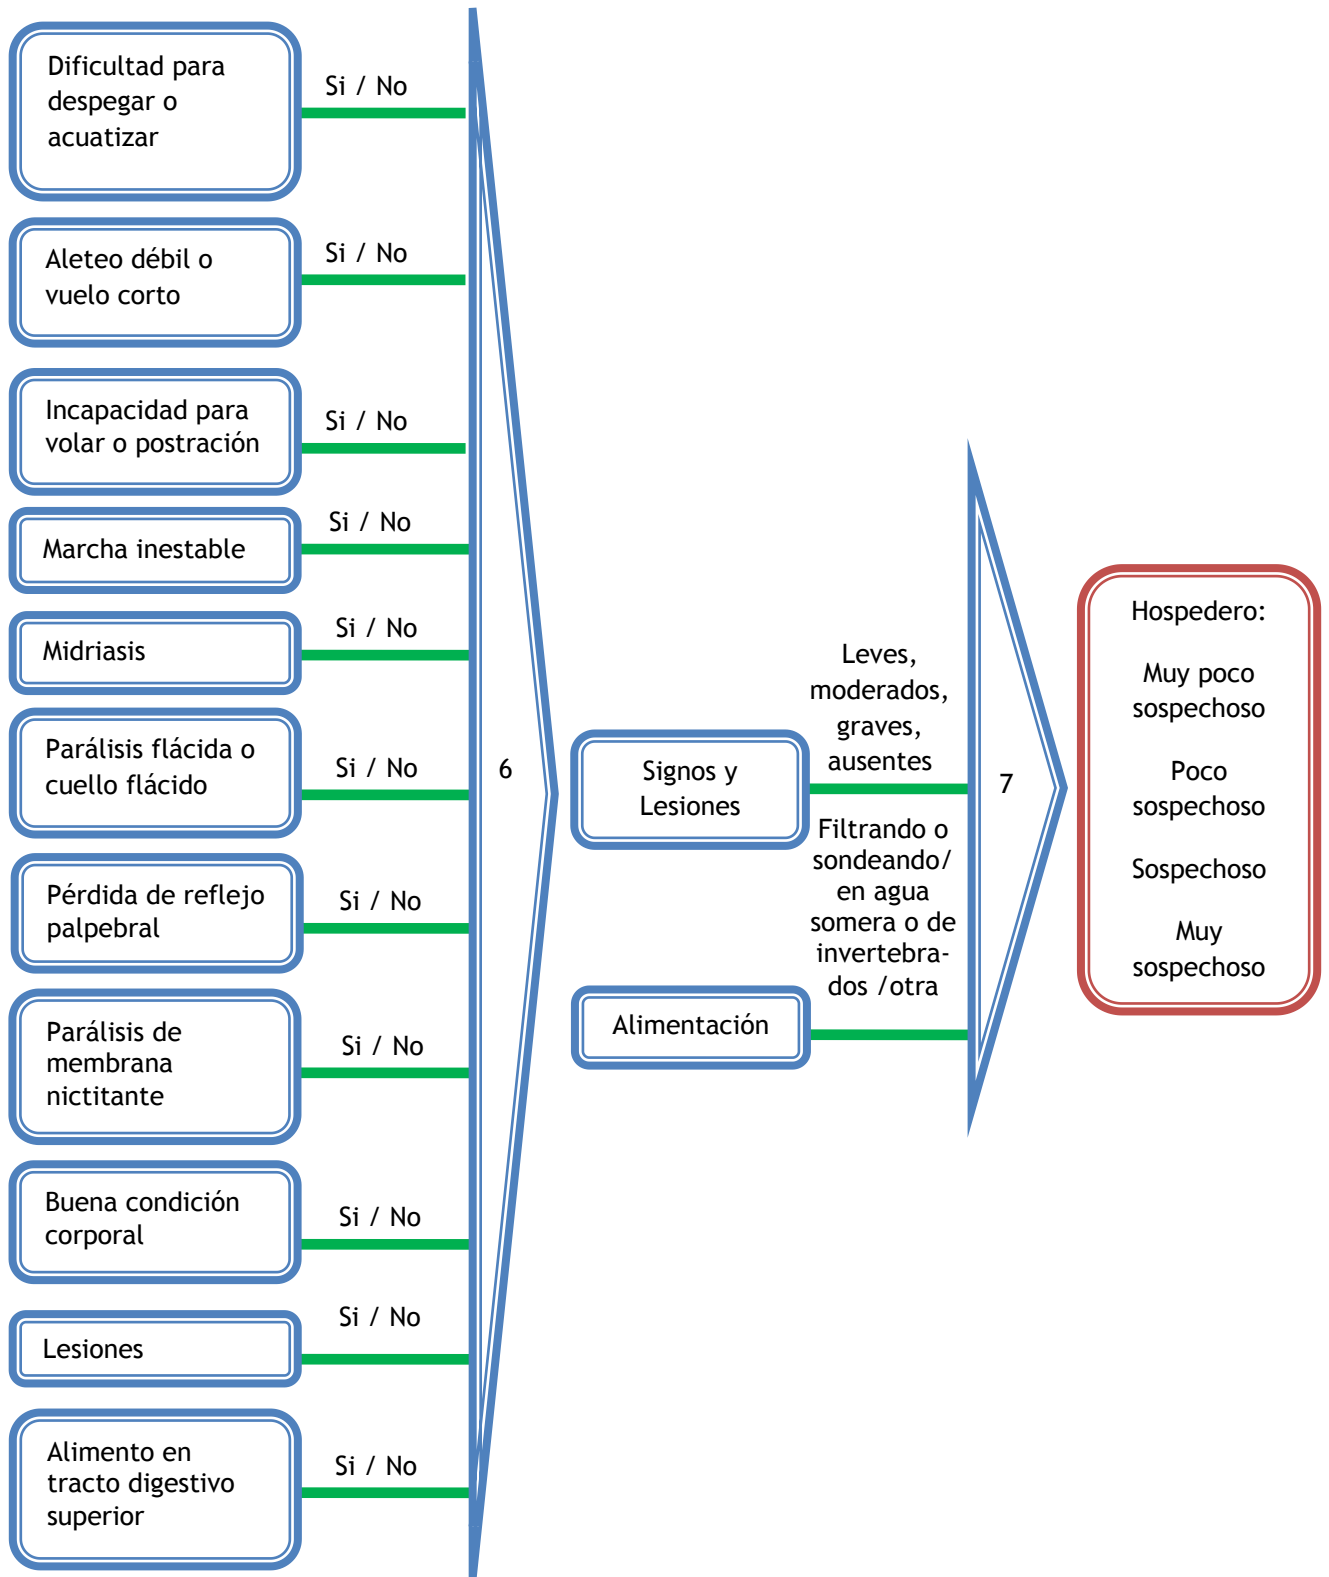 Dificultad para
despegar o
acuatizar
Si / No
Aleteo débil o
vuelo corto
Si / No
Incapacidad para
volar o postración
Si / No
Marcha inestable
Si / No
Midriasis
Si / No
Parálisis flácida o
cuello flácido
Si / No
Pérdida de reflejo
palpebral
Si / No
Parálisis de
membrana
nictitante
Si / No
Buena condición
corporal
Si / No
Lesiones
Si / No
Alimento en
tracto digestivo
superior
Si / No
6
Signos y
Lesiones
Leves,
moderados,
graves,
ausentes
Alimentación
Filtrando o
sondeando/
en agua
somera o de
invertebra-
dos /otra
7
Hospedero:
Muy poco
sospechoso
Poco
sospechoso
Sospechoso
Muy
sospechoso